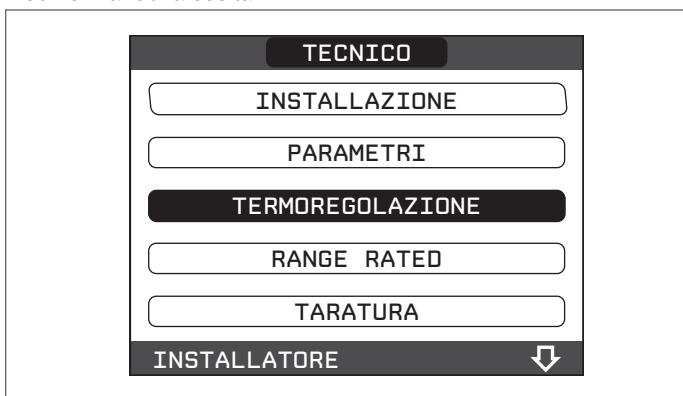 TECNICO
INSTALLAZIONE
PARAMETRI
TERMOREGOLAZIONE
RANGE RATED
TARATURA
INSTALLATORE